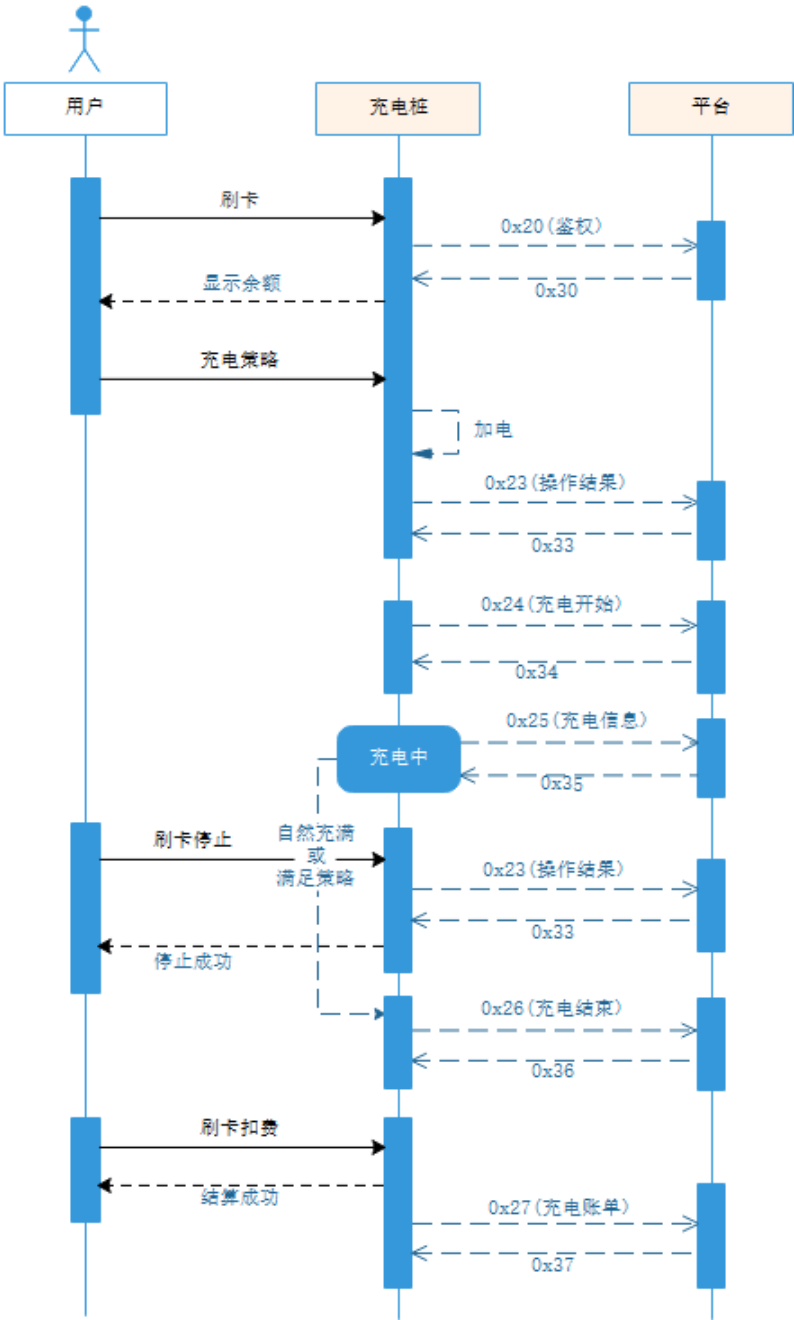 用户
充电桩
平台
刷卡
0x20(鉴权)
显示余额
0x30
充电策略
加电
0x23(操作结果)
0x33
0x24(充电开始)
0x34
0x25(充电信息)
充电中
0x35
刷卡停止
自然充满
或
满足策略
0x23(操作结果)
0x33
停止成功
0x26(充电结束)
0x36
刷卡扣费
结算成功
0x27(充电账单)
0x37